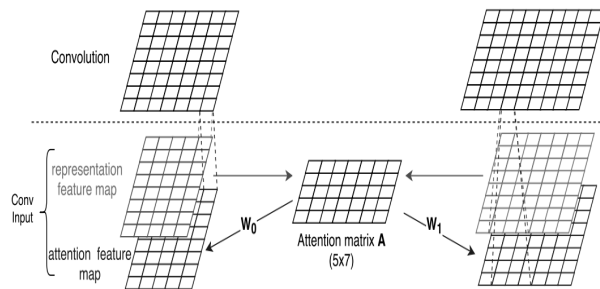 Convolution
representation
feature map
Conv
Input
attention feature
map
W0
Attention matrix A
(5x7)
W1